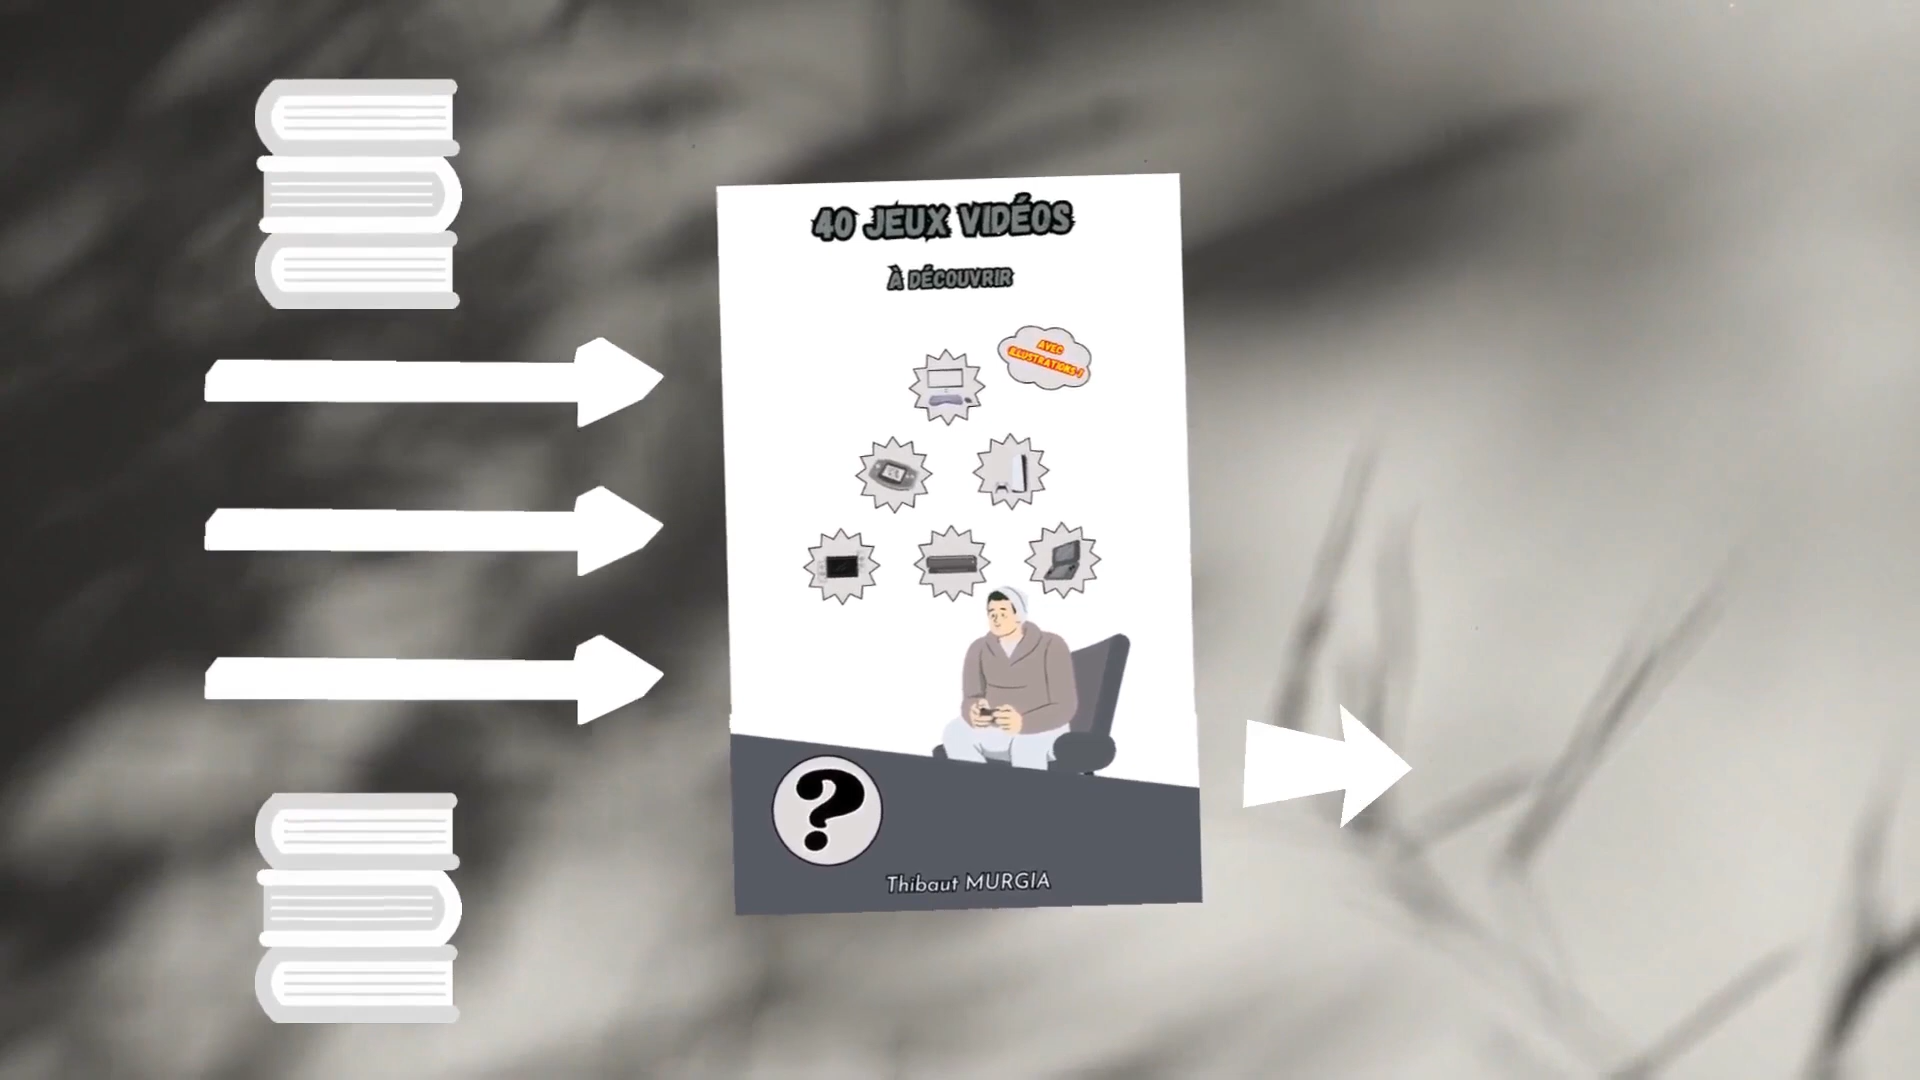 40 JEUX VIDÉOS
À DÉCOUVRIR
AVEC
ILLUSTRATIONS !
?
Thibaut MURGIA